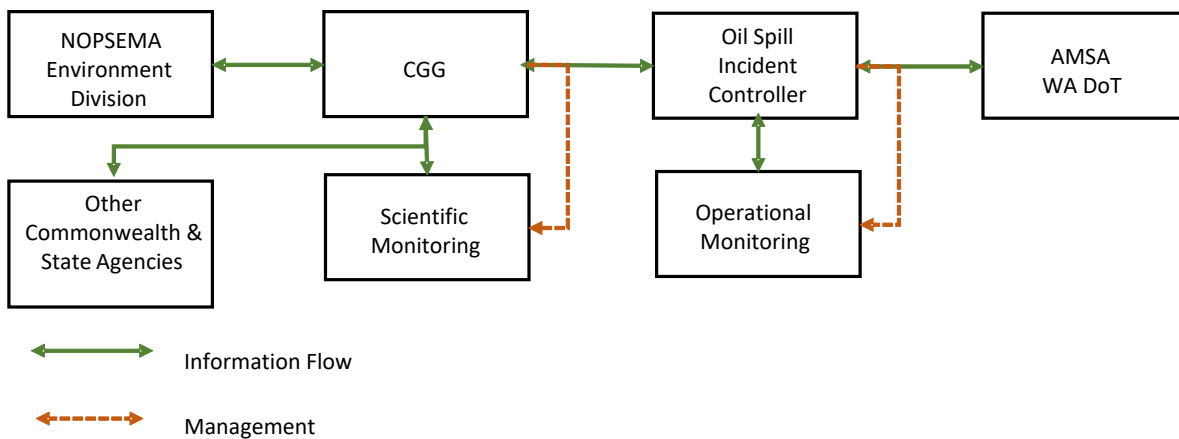 NOPSEMA
Environment
Division
CGG
Oil Spill
Incident
Controller
AMSA
WA DoT
Other
Commonwealth &
State Agencies
Scientific
Monitoring
Operational
Monitoring
Information Flow
Management